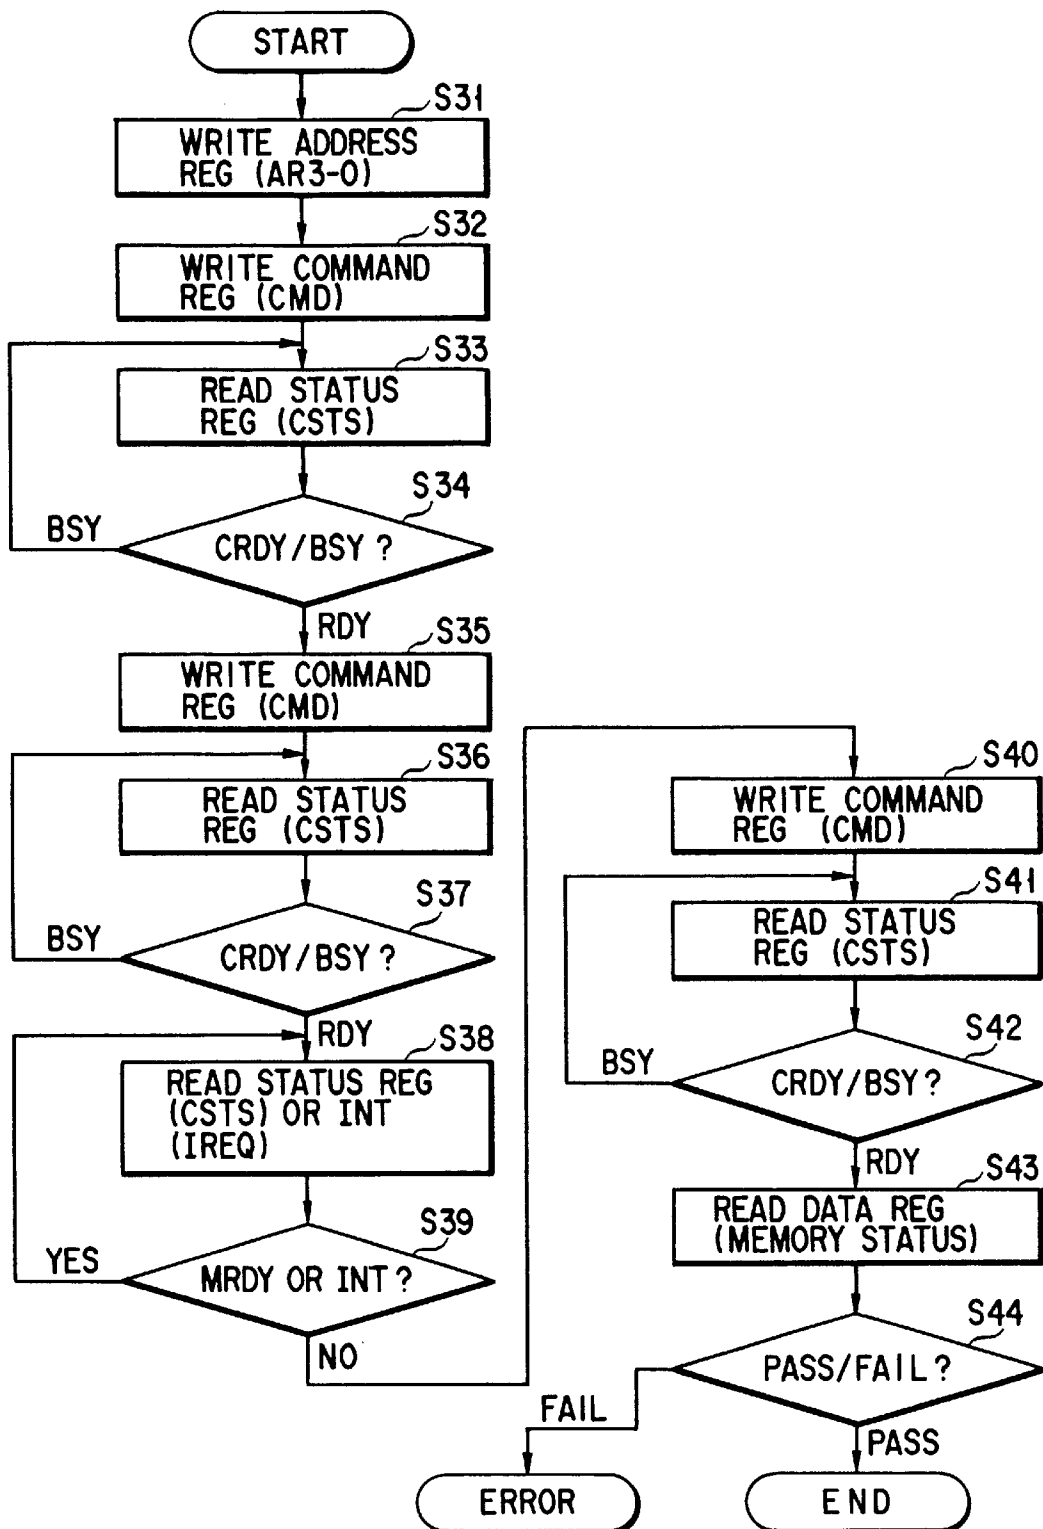 START
S31
WRITE ADDRESS
REG (AR3-0)
S32
WRITE COMMAND
REG (CMD)
S33
READ STATUS
REG (CSTS)
S34
BSY
CRDY/BSY ?
RDY
S35
WRITE COMMAND
REG (CMD)
S36
READ STATUS
REG (CSTS)
S37
BSY
CRDY/BSY ?
RDY
S38
READ STATUS REG
(CSTS) OR INT
(IREQ)
S39
YES
MRDY OR INT ?
NO
S40
WRITE COMMAND
REG (CMD)
S41
READ STATUS
REG (CSTS)
S42
BSY
CRDY/BSY ?
RDY
S43
READ DATA REG
(MEMORY STATUS)
S44
PASS/FAIL ?
FAIL
PASS
ERROR
END